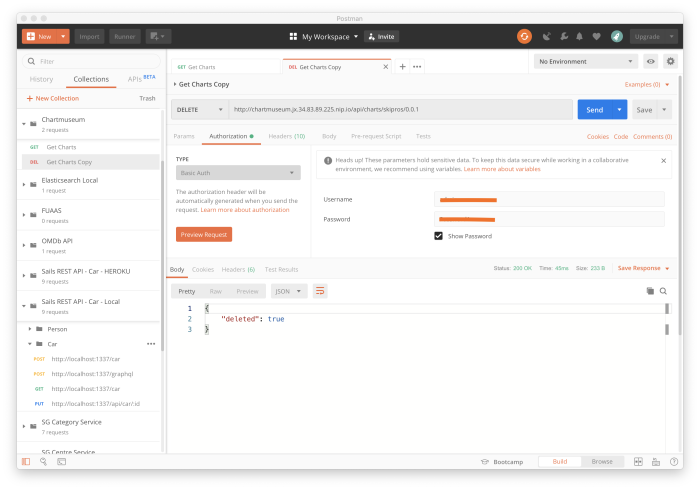 Postman
New
Import
Runner
My Workspace
Invite
Upgrade
Filter
History
Collections
APIs BETA
New Collection
Trash
Chartmuseum
2 requests
GET Get Charts
DEL Get Charts Copy
Elasticsearch Local
1 request
FUAAS
0 requests
OMDb API
1 request
Sails REST API - Car - HEROKU
5 requests
Sails REST API - Car - Local
9 requests
Person
Car
POST http://localhost:1337/car
POST http://localhost:1337/graphql
GET http://localhost:1337/car
PUT http://localhost:1337/api/car/:id
SG Category Service
7 requests
SG Centre Service
GET Get Charts
DEL Get Charts Copy
No Environment
Get Charts Copy
Examples (0)
DELETE
http://chartmuseum.jx.34.83.89.225.nip.io/api/charts/skipros/0.0.1
Send
Save
Params
Authorization
Headers (10)
Body
Pre-request Script
Tests
Cookies
Code
Comments (0)
TYPE
Basic Auth
The authorization header will be
automatically generated when you send the
request. Learn more about authorization
Preview Request
Heads up! These parameters hold sensitive data. To keep this data secure while working in a collaborative
environment, we recommend using variables. Learn more about variables
Username
Password
Show Password
Body
Cookies
Headers (6)
Test Results
Status: 200 OK
Time: 45ms
Size: 233 B
Save Response
Pretty
Raw
Preview
JSON
1 {
2 "deleted": true
3 }
Bootcamp
Build
Browse